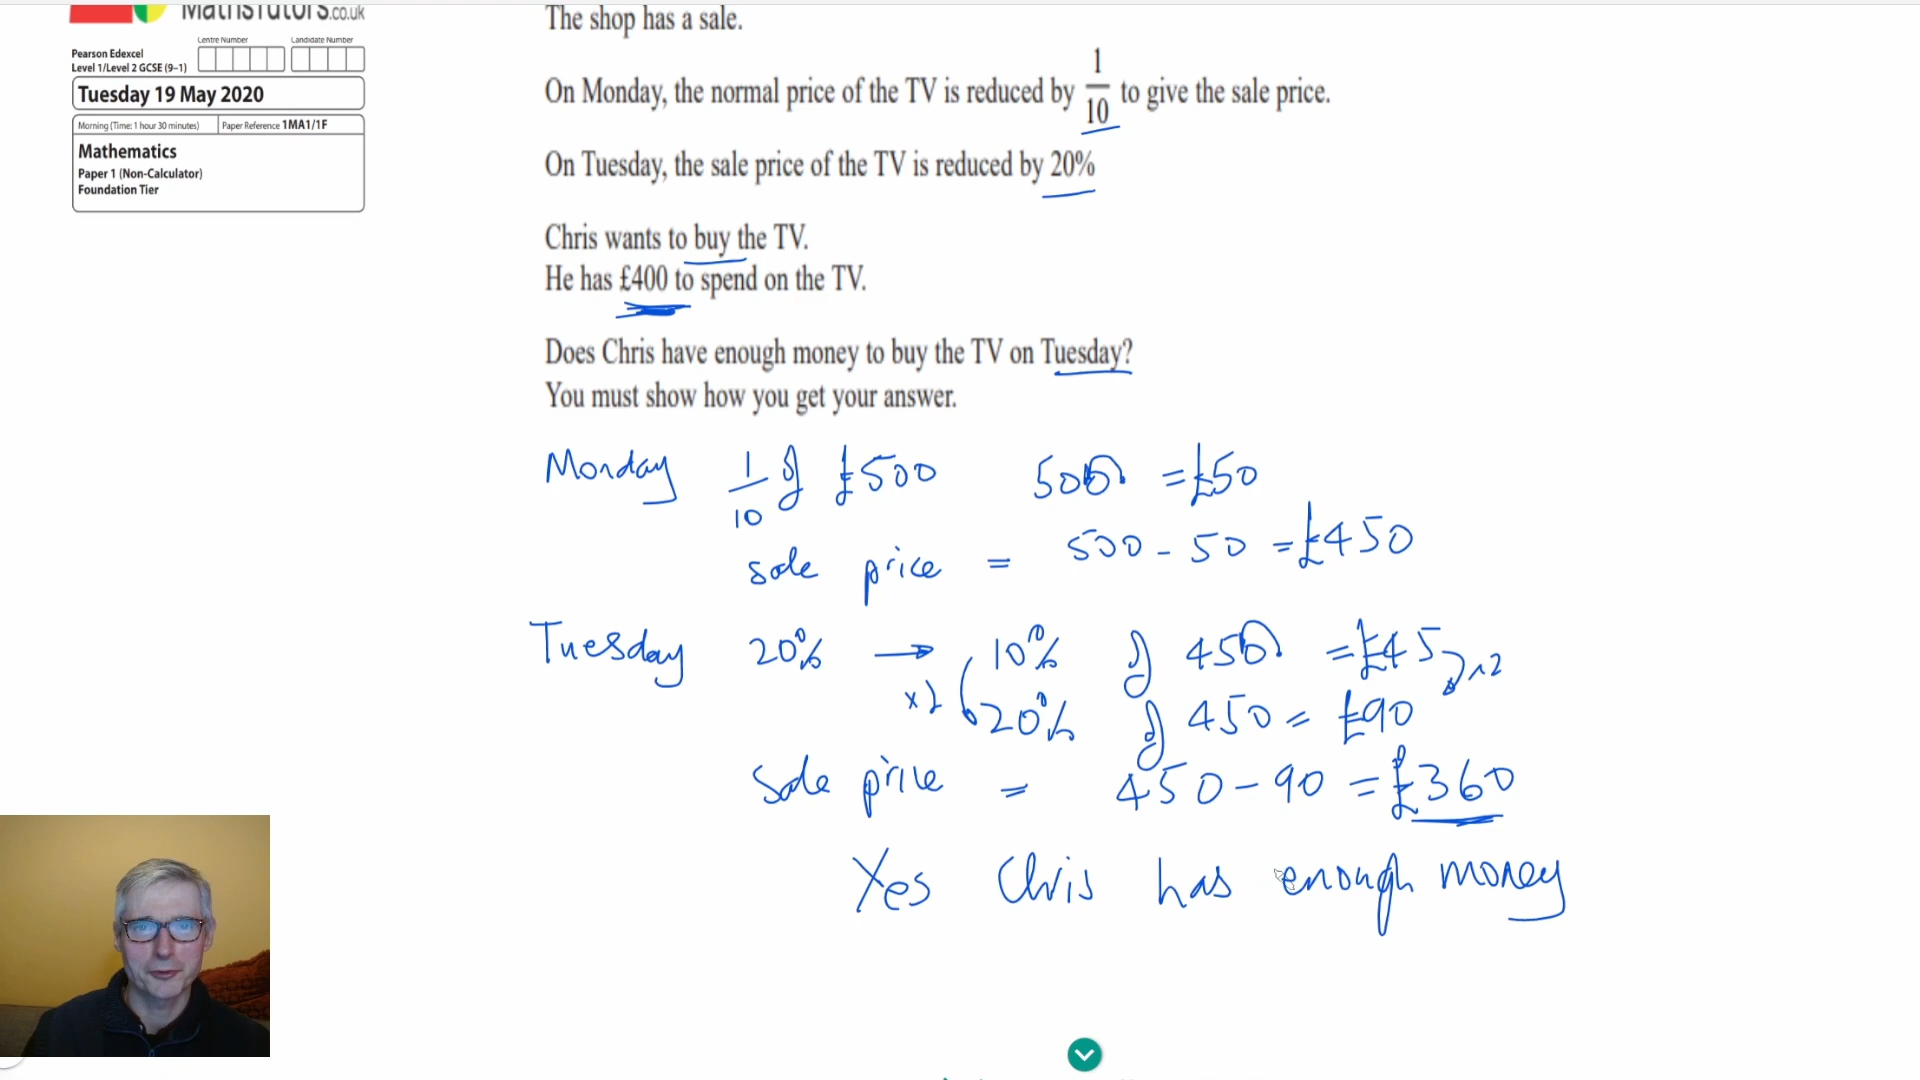 MathsTutors.co.uk
Centre Number Candidate Number
Pearson Edexcel
Level 1/Level 2 GCSE (9–1)
Tuesday 19 May 2020
Morning (Time: 1 hour 30 minutes) Paper Reference 1MA1/1F
Mathematics
Paper 1 (Non-Calculator)
Foundation Tier
The shop has a sale.
On Monday, the normal price of the TV is reduced by 1/10 to give the sale price.
On Tuesday, the sale price of the TV is reduced by 20%
Chris wants to buy the TV.
He has £400 to spend on the TV.
Does Chris have enough money to buy the TV on Tuesday?
You must show how you get your answer.
Monday 1/10 of £500 500 = £50
sale price = 500 - 50 = £450
Tuesday 20% → 10% of 450 = £45
x2 20% of 450 = £90 x2
sale price = 450 - 90 = £360
Yes Chris has enough money